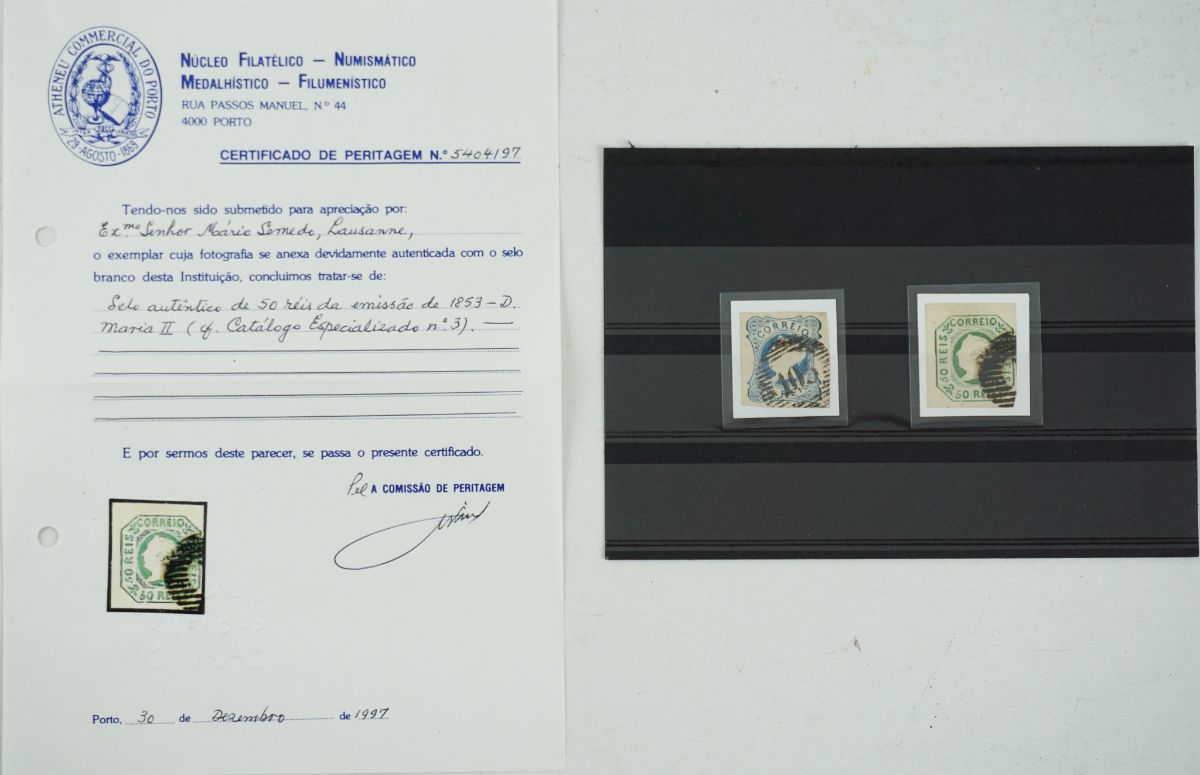 ATHENEU COMMERCIAL DO PORTO
29-AGOSTO-1869
NÚCLEO FILATÉLICO – NUMISMÁTICO
MEDALHÍSTICO – FILUMENÍSTICO
RUA PASSOS MANUEL, N.º 44
4000 PORTO
CERTIFICADO DE PERITAGEM N.º 5404197
Tendo-nos sido submetido para apreciação por:
Ex.mo Senhor Mário Semedo, Lausanne,
o exemplar cuja fotografia se anexa devidamente autenticada com o selo
branco desta Instituição, concluimos tratar-se de:
Selo autêntico de 50 réis da emissão de 1853 – D.
Maria II (cf. Catálogo Especializado n.º 3). —
E por sermos deste parecer, se passa o presente certificado.
Pel A COMISSÃO DE PERITAGEM
CORREIO
50 REIS
50 RE
Porto, 30 de Dezembro de 1997
CORREIO
CORREIO
50 REIS
50 RE